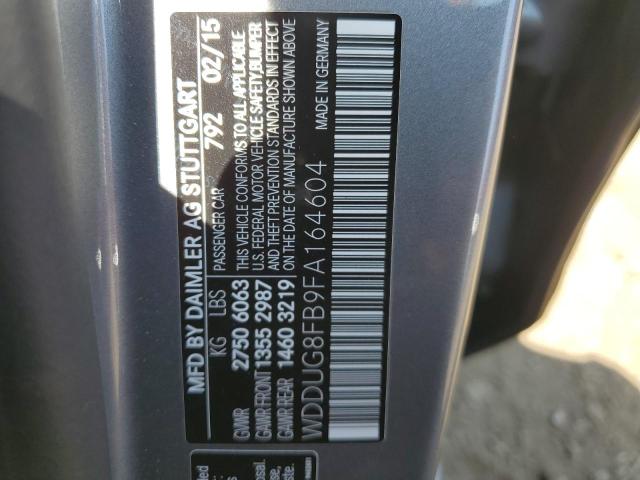 MFD BY DAIMLER AG STUTTGART
KG LBS PASSENGER CAR 792 02/15
GVWR 2750 6063 THIS VEHICLE CONFORMS TO ALL APPLICABLE
GAWR FRONT 1355 2987 U.S. FEDERAL MOTOR VEHICLE SAFETY, BUMPER
AND THEFT PREVENTION STANDARDS IN EFFECT
GAWR REAR 1460 3219 ON THE DATE OF MANUFACTURE SHOWN ABOVE
WDDUG8FB9FA164604 MADE IN GERMANY